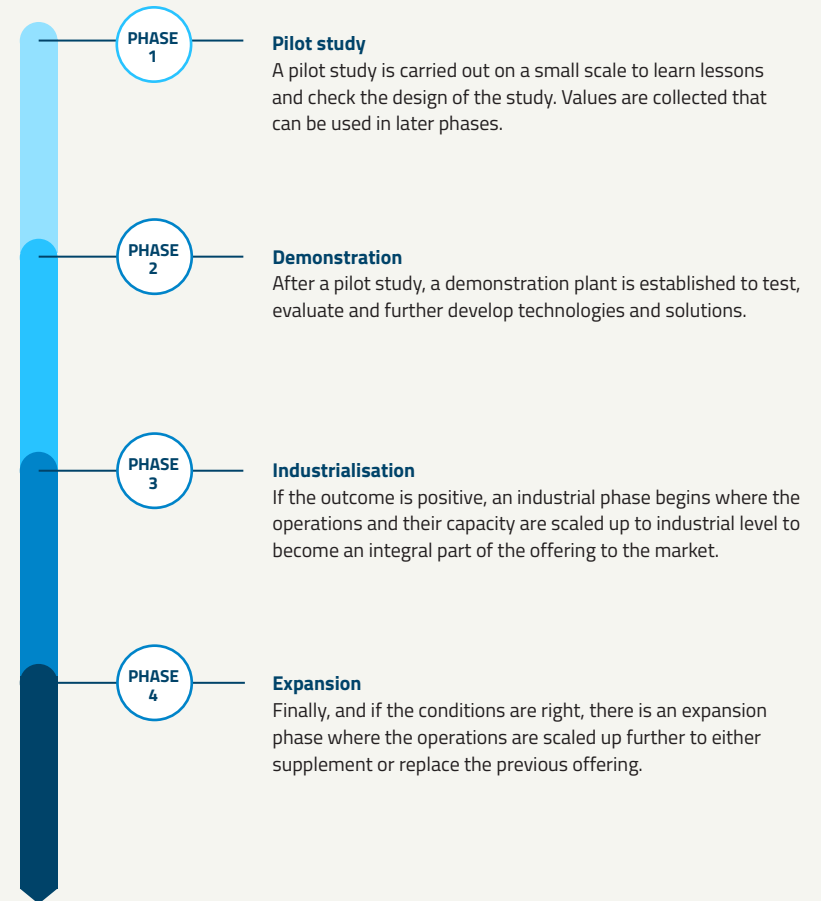 PHASE
1
Pilot study
A pilot study is carried out on a small scale to learn lessons
and check the design of the study. Values are collected that
can be used in later phases.
PHASE
2
Demonstration
After a pilot study, a demonstration plant is established to test,
evaluate and further develop technologies and solutions.
PHASE
3
Industrialisation
If the outcome is positive, an industrial phase begins where the
operations and their capacity are scaled up to industrial level to
become an integral part of the offering to the market.
PHASE
4
Expansion
Finally, and if the conditions are right, there is an expansion
phase where the operations are scaled up further to either
supplement or replace the previous offering.